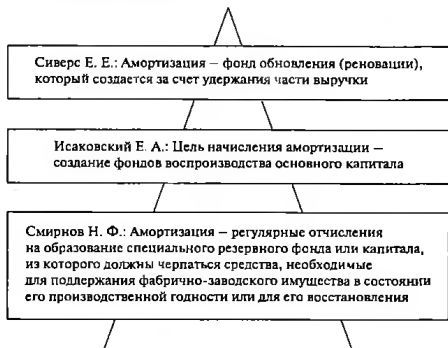 Сиверс Е. Е.: Амортизация – фонд обновления (реновации),
который создается за счет удержания части выручки
Исаковский Е. А.: Цель начисления амортизации –
создание фондов воспроизводства основного капитала
Смирнов Н. Ф.: Амортизация – регулярные отчисления
на образование специального резервного фонда или капитала,
из которого должны черпаться средства, необходимые
для поддержания фабрично-заводского имущества в состоянии
его производственной годности или для его восстановления